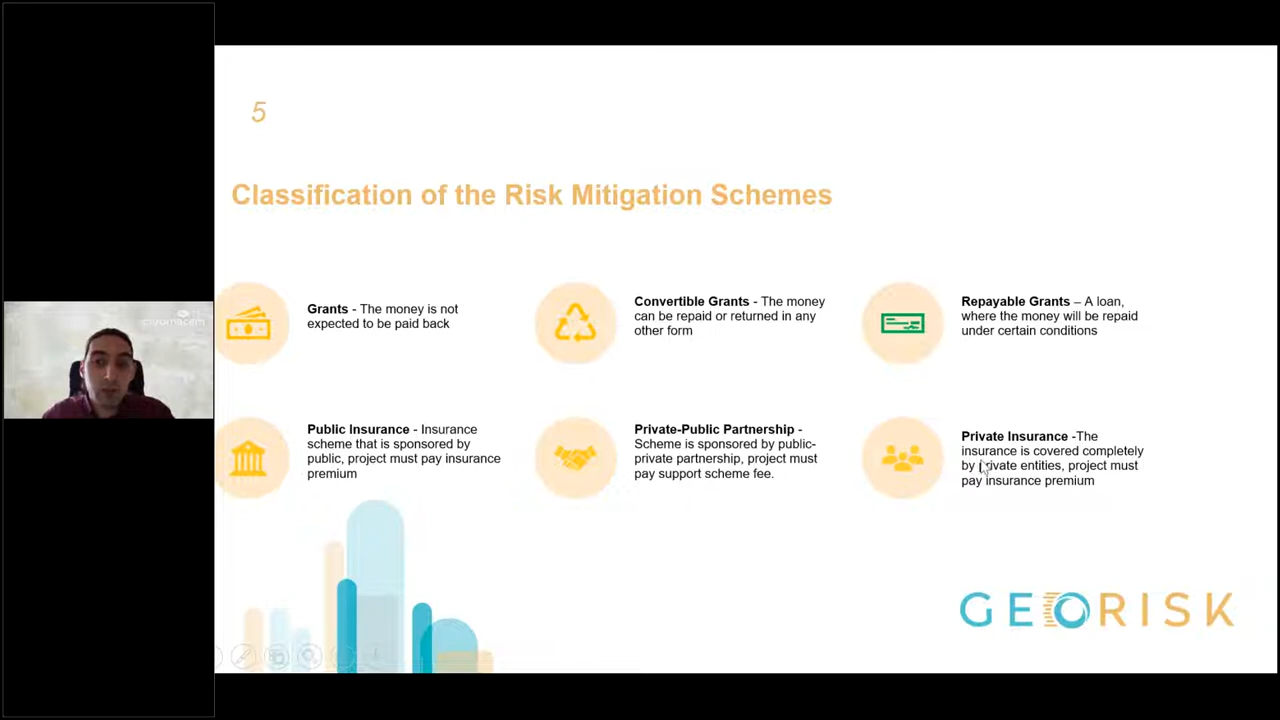 5
Classification of the Risk Mitigation Schemes
Grants - The money is not
expected to be paid back
Convertible Grants - The money
can be repaid or returned in any
other form
Repayable Grants – A loan,
where the money will be repaid
under certain conditions
Public Insurance - Insurance
scheme that is sponsored by
public, project must pay insurance
premium
Private-Public Partnership -
Scheme is sponsored by public-
private partnership, project must
pay support scheme fee.
Private Insurance -The
insurance is covered completely
by private entities, project must
pay insurance premium
GEORISK